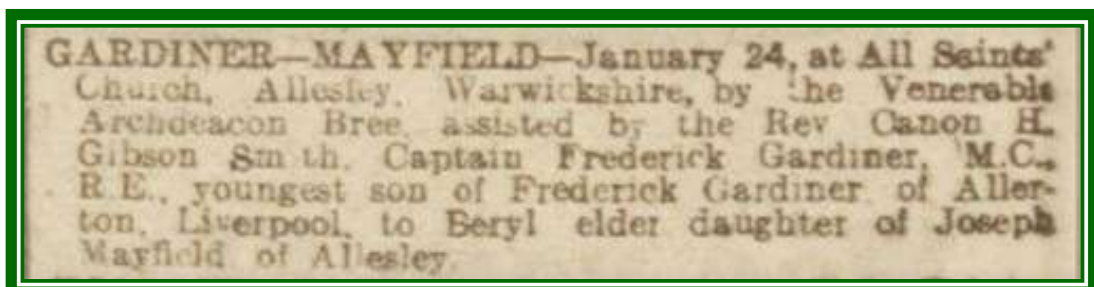 GARDINER—MAYFIELD—January 24, at All Saints'
Church, Allesley, Warwickshire, by the Venerable
Archdeacon Bree, assisted by the Rev Canon H.
Gibson Smith, Captain Frederick Gardiner, M.C.,
R.E., youngest son of Frederick Gardiner of Aller-
ton, Liverpool, to Beryl elder daughter of Joseph
Mayfield of Allesley.